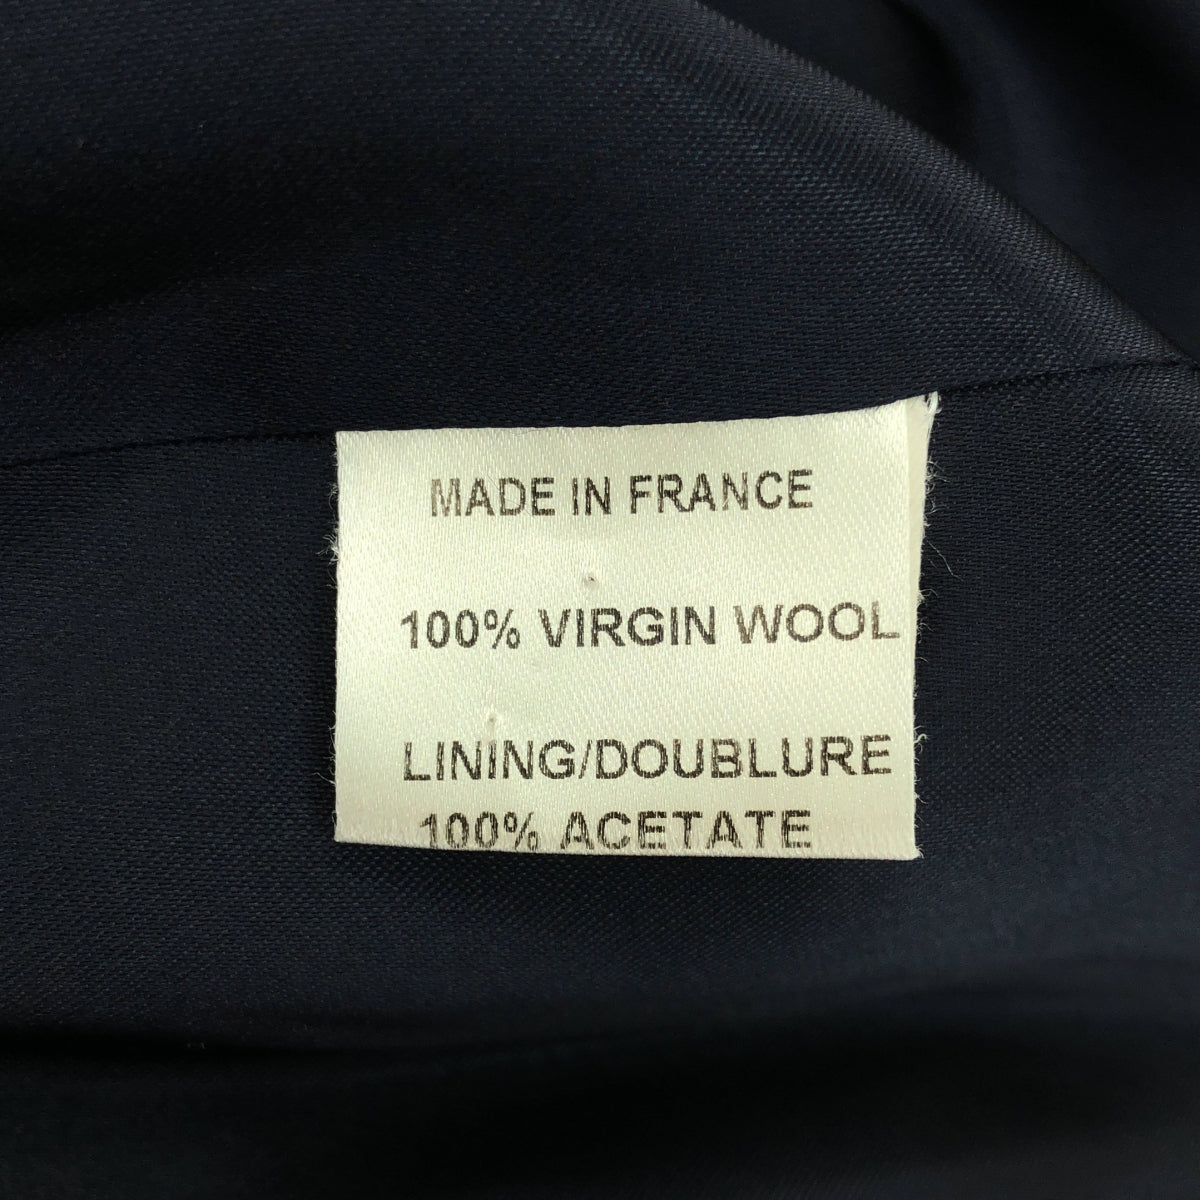 MADE IN FRANCE
100% VIRGIN WOOL
LINING/DOUBLURE
100% ACETATE